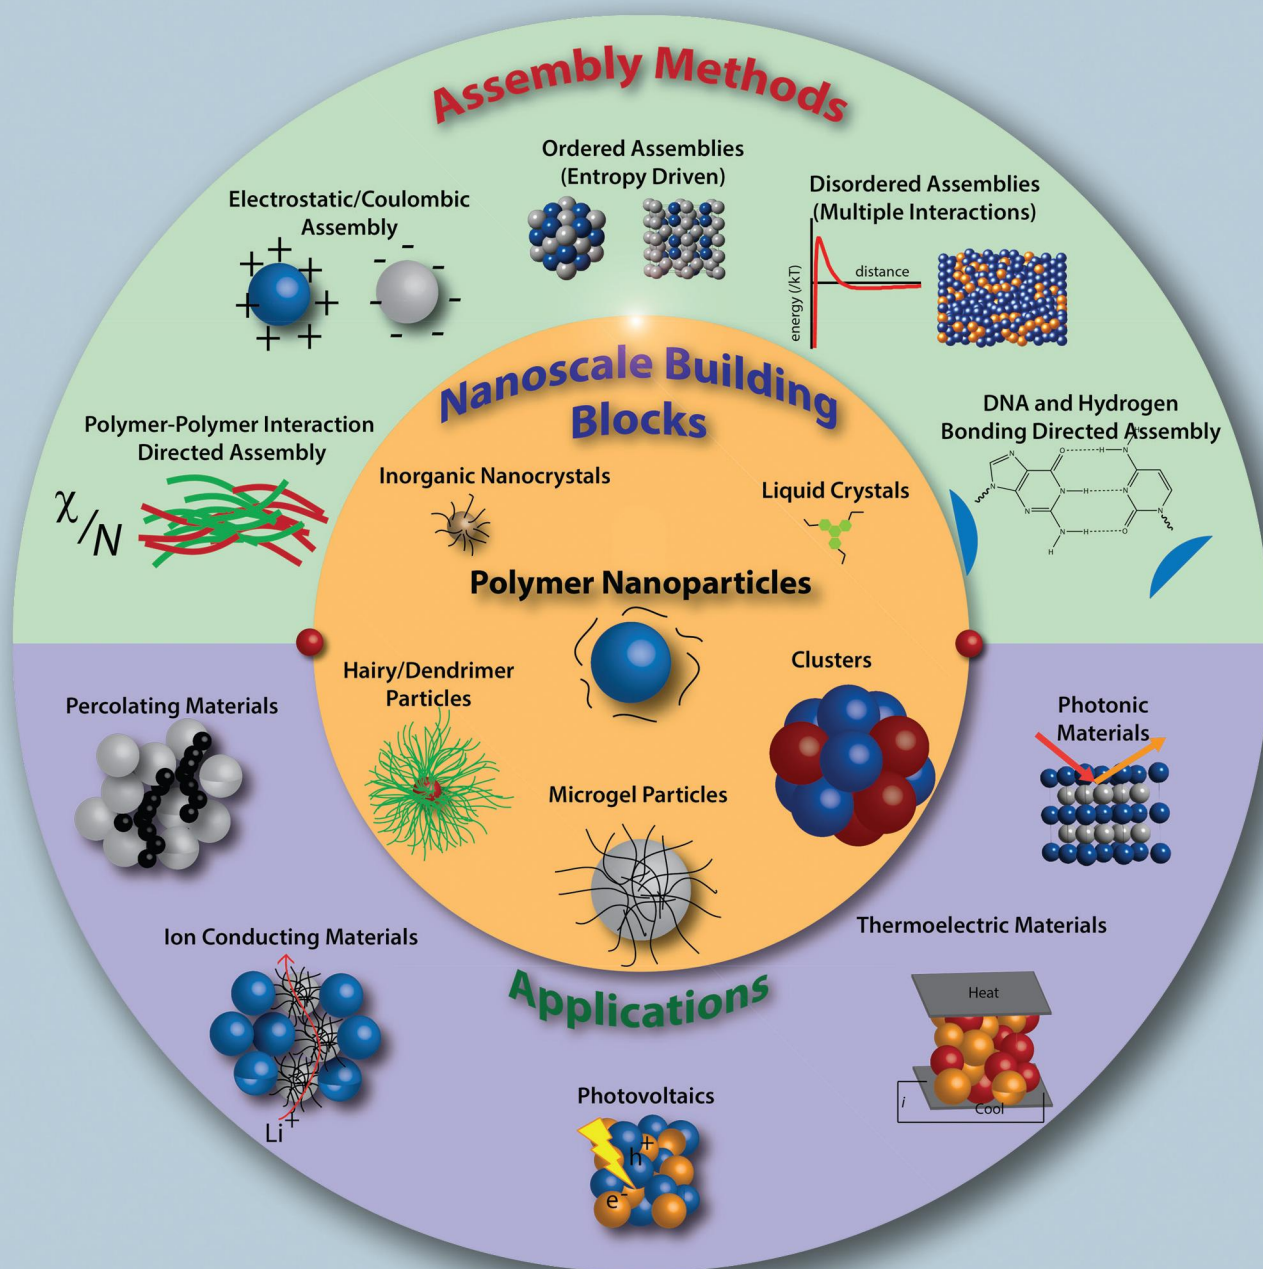 Assembly Methods
Ordered Assemblies
(Entropy Driven)
Electrostatic/Coulombic
Assembly
+ + + + + + +
- - - - - -
Disordered Assemblies
(Multiple Interactions)
energy (/kT)
distance
Polymer-Polymer Interaction
Directed Assembly
χ/N
DNA and Hydrogen
Bonding Directed Assembly
N
N
N
N
H
O
N
H
H
H
N
H
N
N
O
Nanoscale Building
Blocks
Inorganic Nanocrystals
Liquid Crystals
Polymer Nanoparticles
Hairy/Dendrimer
Particles
Clusters
Microgel Particles
Applications
Percolating Materials
Photonic
Materials
Ion Conducting Materials
Li+
Thermoelectric Materials
Heat
Cool
i
Photovoltaics
h+
e-